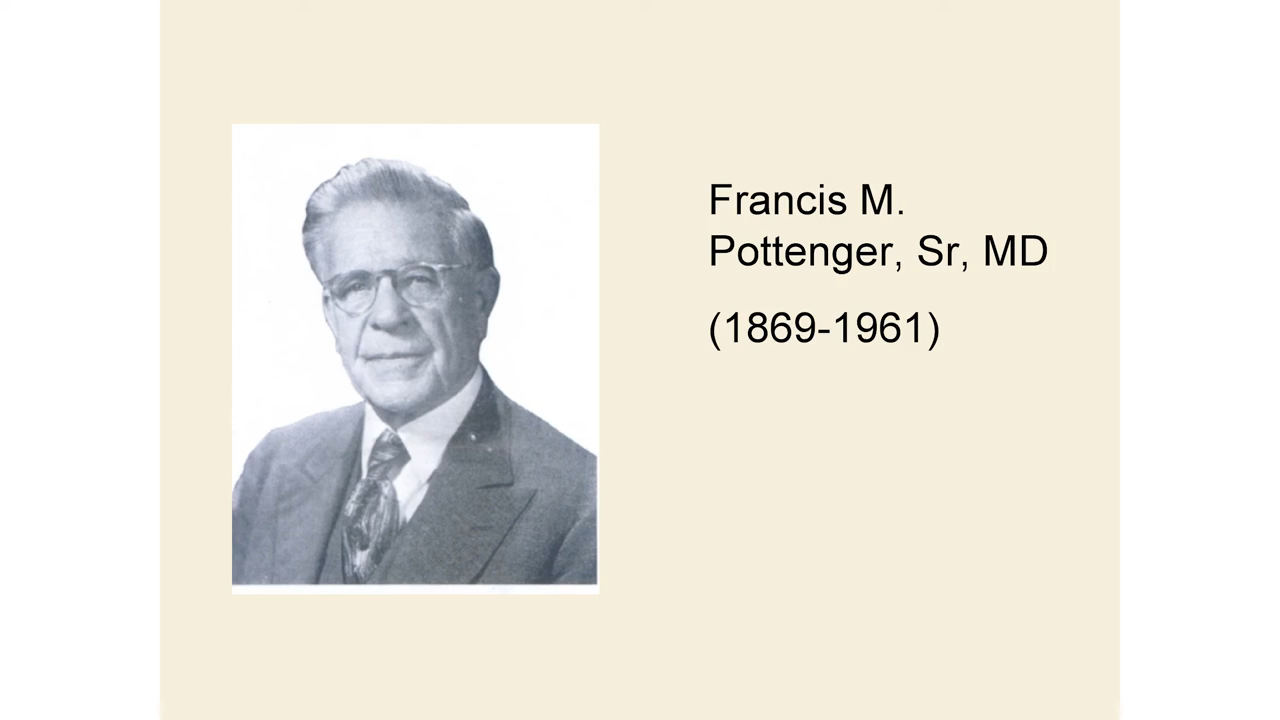 Francis M.
Pottenger, Sr, MD
(1869-1961)